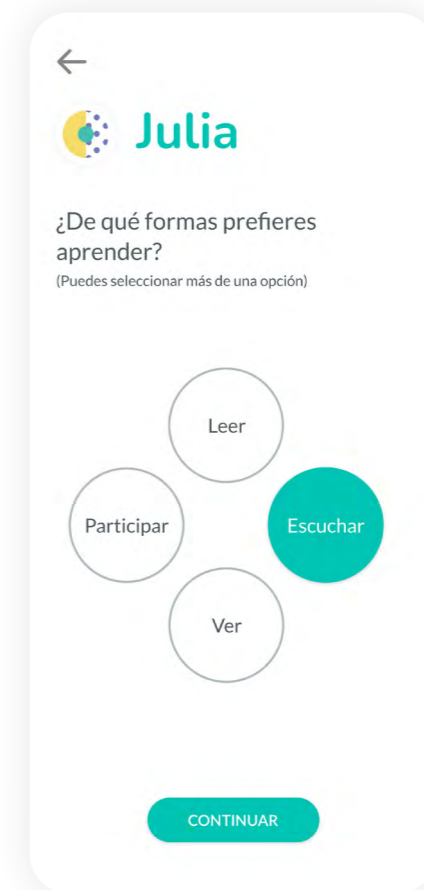 Julia
¿De qué formas prefieres
aprender?
(Puedes seleccionar más de una opción)
Leer
Participar
Escuchar
Ver
CONTINUAR